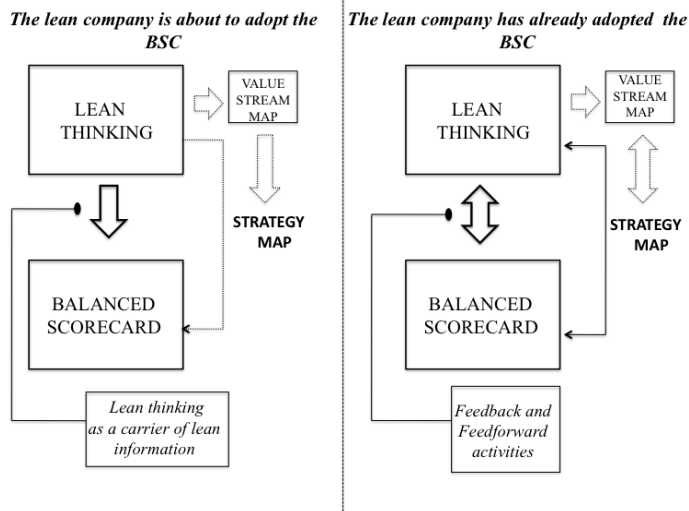 The lean company is about to adopt the
BSC
LEAN
THINKING
VALUE
STREAM
MAP
STRATEGY
MAP
BALANCED
SCORECARD
Lean thinking
as a carrier of lean
information
The lean company has already adopted  the
BSC
LEAN
THINKING
VALUE
STREAM
MAP
STRATEGY
MAP
BALANCED
SCORECARD
Feedback and
Feedforward
activities